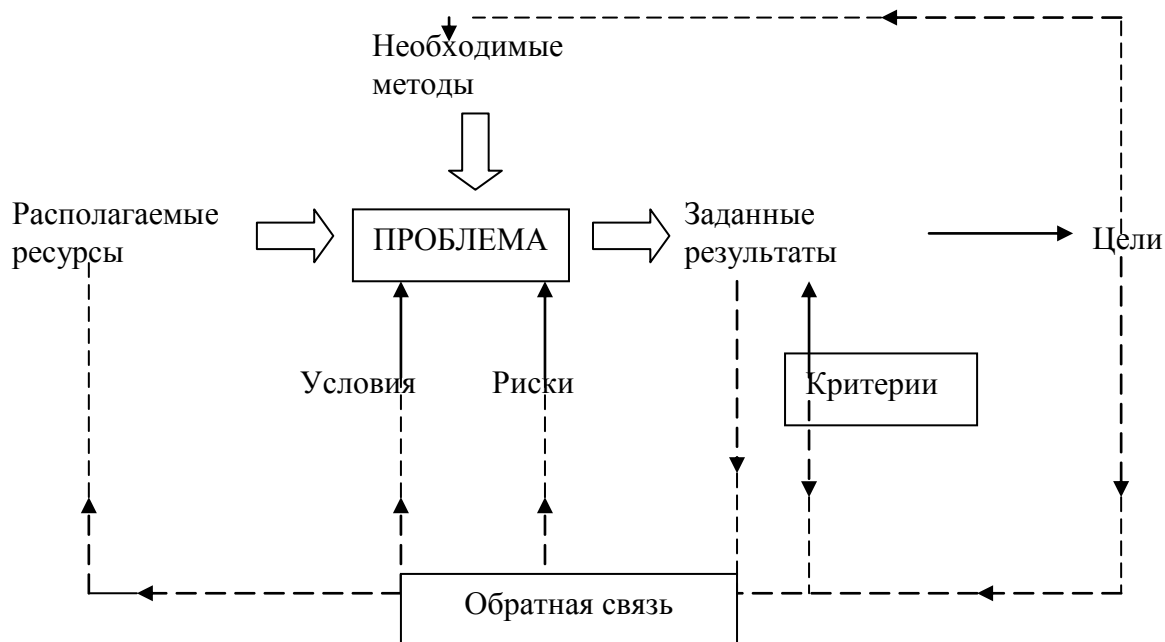 Необходимые
методы
Располагаемые
ресурсы
ПРОБЛЕМА
Заданные
результаты
Цели
Условия
Риски
Критерии
Обратная связь